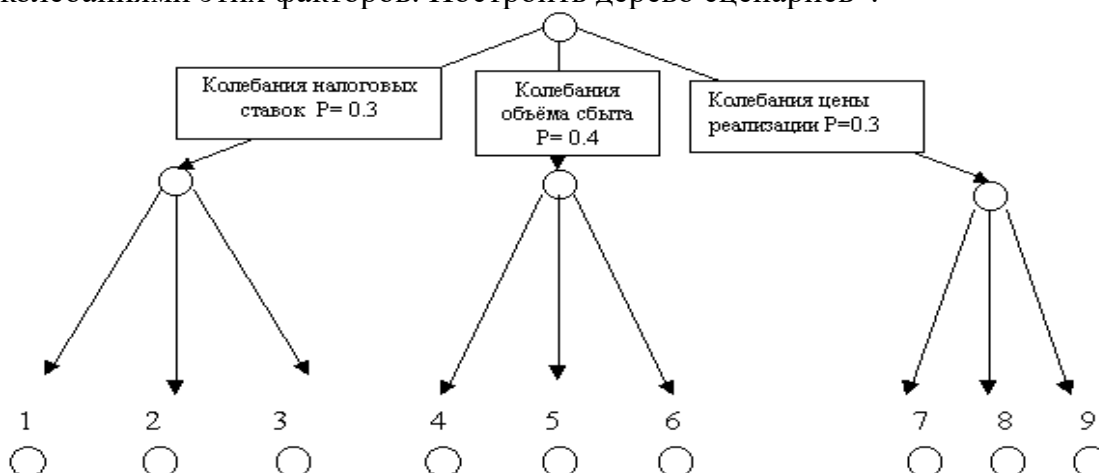 колебаниями этих факторов. Построить дерево сценариев .
Колебания налоговых
ставок P= 0.3
Колебания
объёма сбыта
P= 0.4
Колебания цены
реализации P=0.3
1 2 3 4 5 6 7 8 9